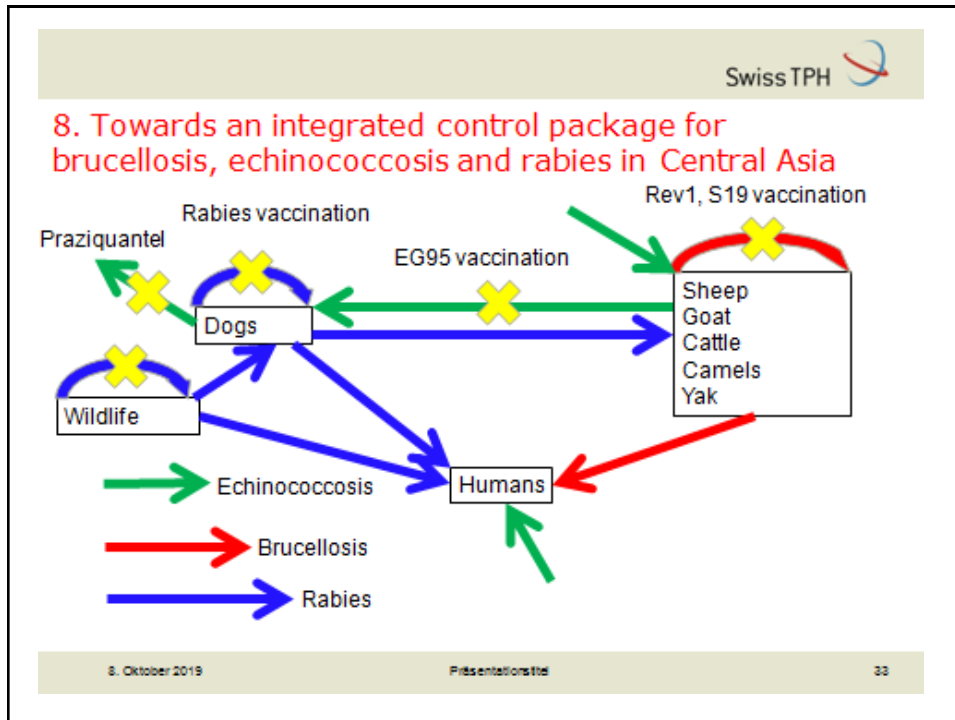 Swiss TPH
8. Towards an integrated control package for
brucellosis, echinococcosis and rabies in Central Asia
Rev1, S19 vaccination
Rabies vaccination
Praziquantel
EG95 vaccination
Sheep
Goat
Cattle
Camels
Yak
Dogs
Wildlife
Humans
Echinococcosis
Brucellosis
Rabies
8. Oktober 2019
Präsentationstitel
33